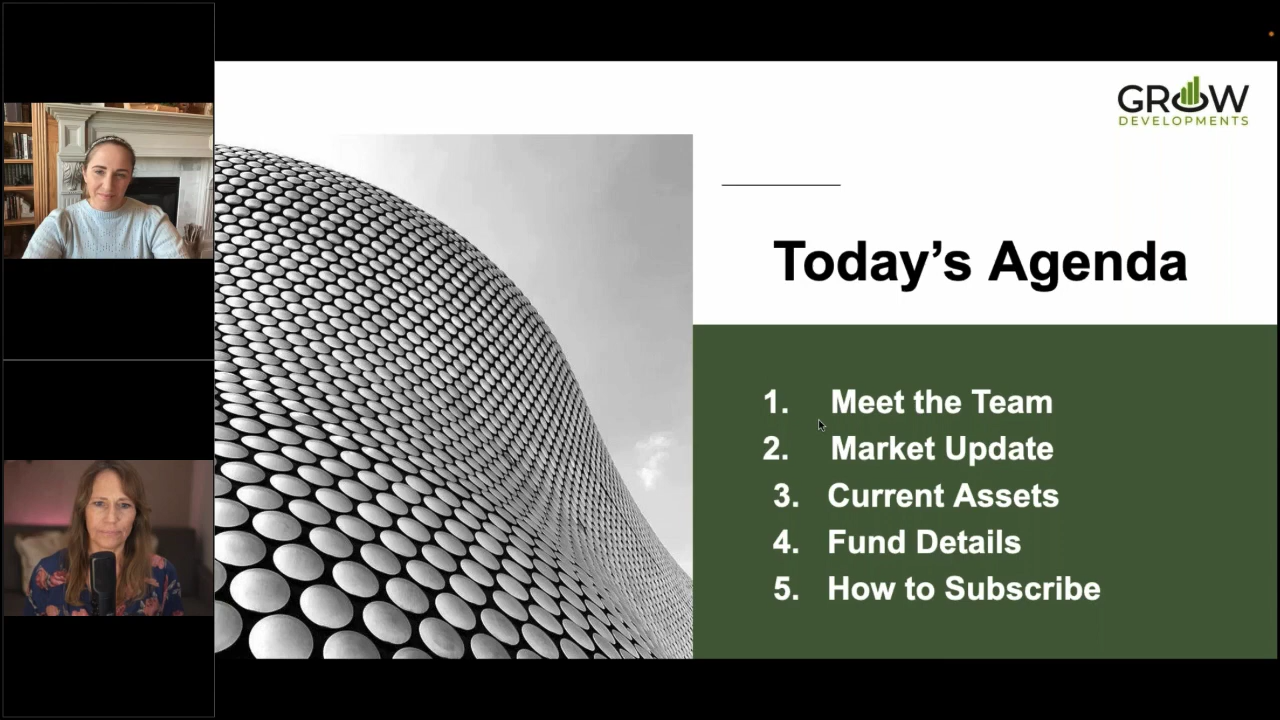 GROW
DEVELOPMENTS
Today’s Agenda
1. Meet the Team
2. Market Update
3. Current Assets
4. Fund Details
5. How to Subscribe